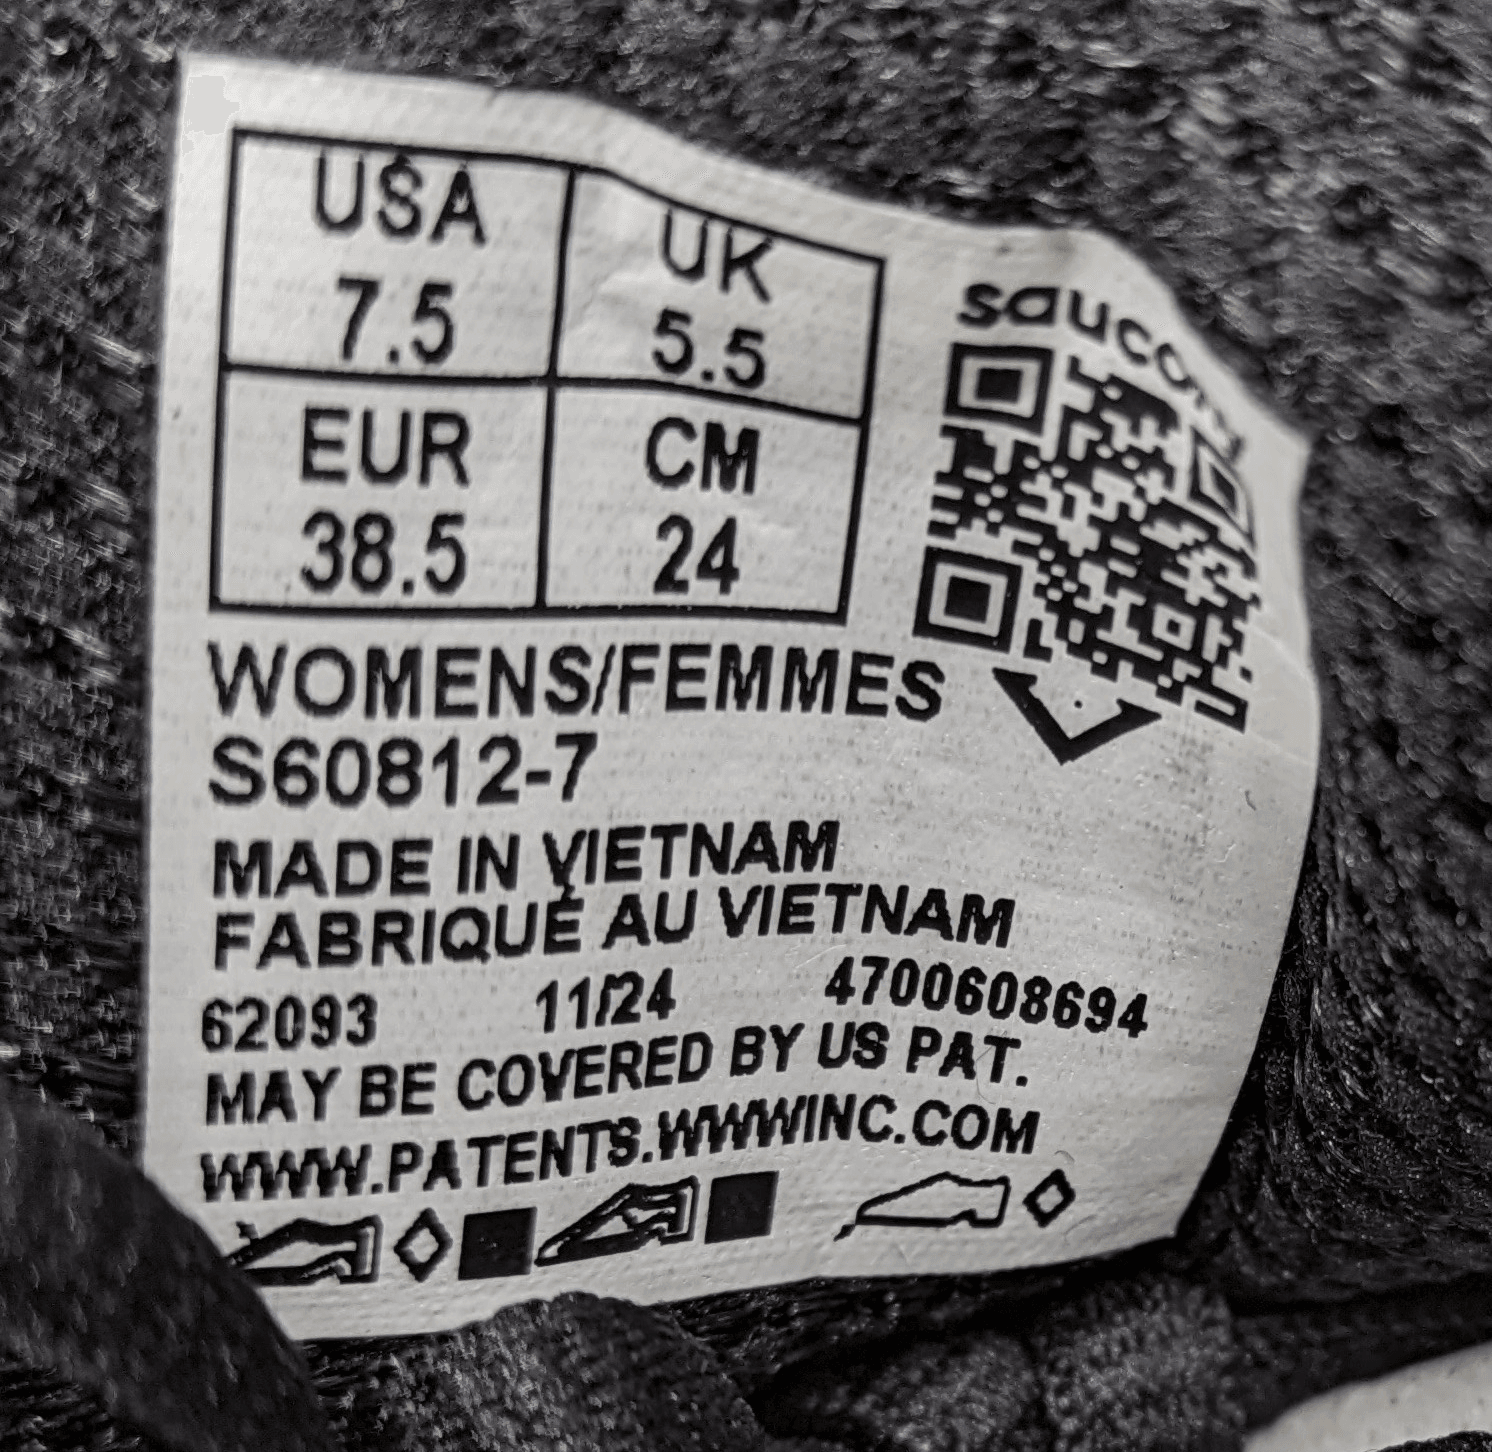 USA UK
7.5 5.5
EUR CM
38.5 24
saucony
WOMENS/FEMMES
S60812-7
MADE IN VIETNAM
FABRIQUÉ AU VIETNAM
62093 11/24 4700608694
MAY BE COVERED BY US PAT.
WWW.PATENTS.WWWINC.COM